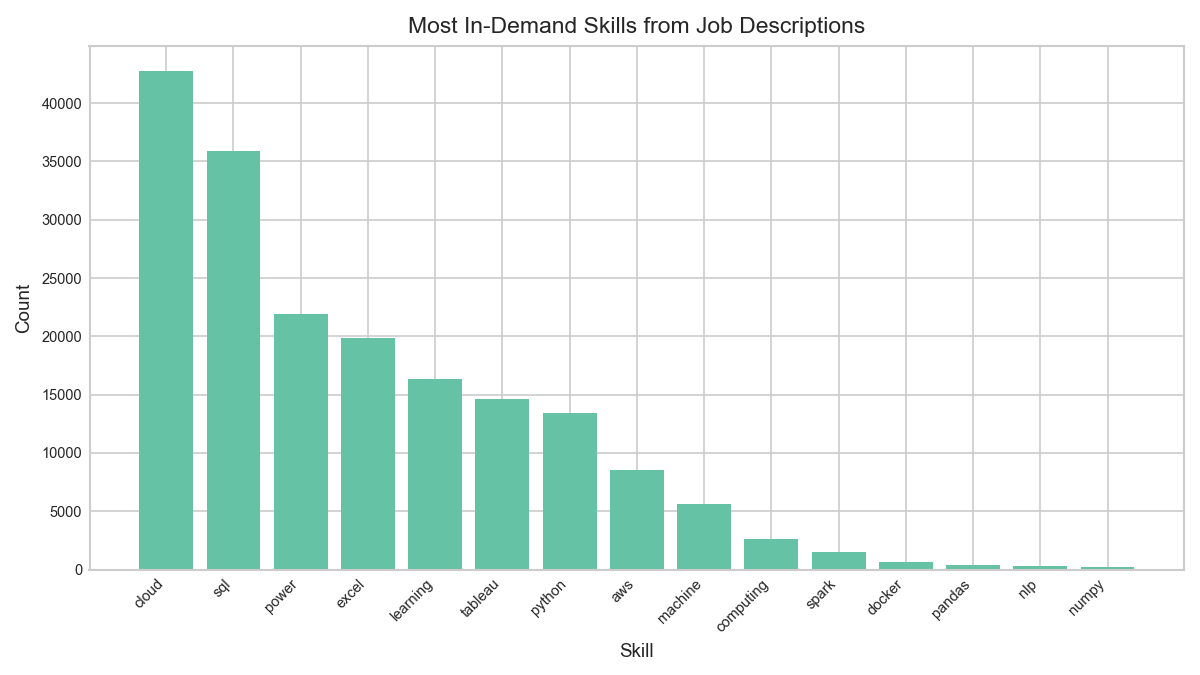 Most In-Demand Skills from Job Descriptions
Count
40000
35000
30000
25000
20000
15000
10000
5000
0
cloud
sql
power
excel
learning
tableau
python
aws
machine
computing
spark
docker
pandas
nlp
numpy
Skill